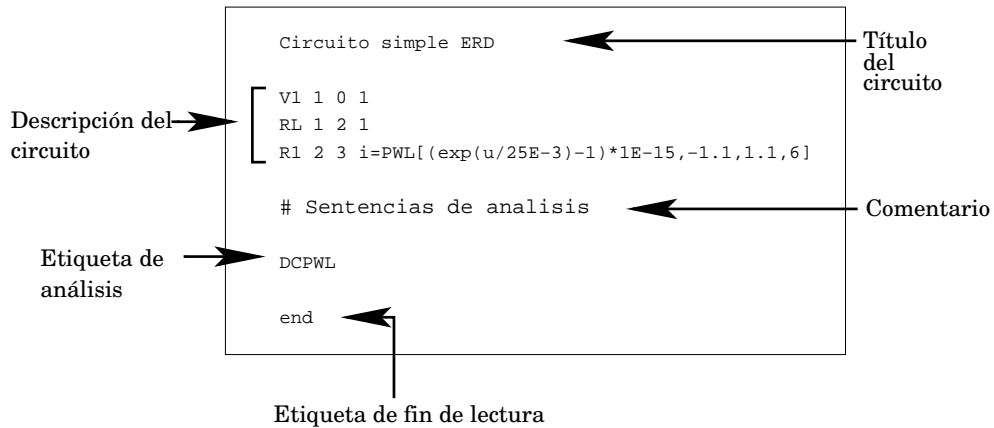 Circuito simple ERD
Título
del
circuito
Descripción del
circuito
V1 1 0 1
RL 1 2 1
R1 2 3 i=PWL[(exp(u/25E-3)-1)*1E-15,-1.1,1.1,6]
# Sentencias de analisis
Comentario
Etiqueta de
análisis
DCPWL
end
Etiqueta de fin de lectura